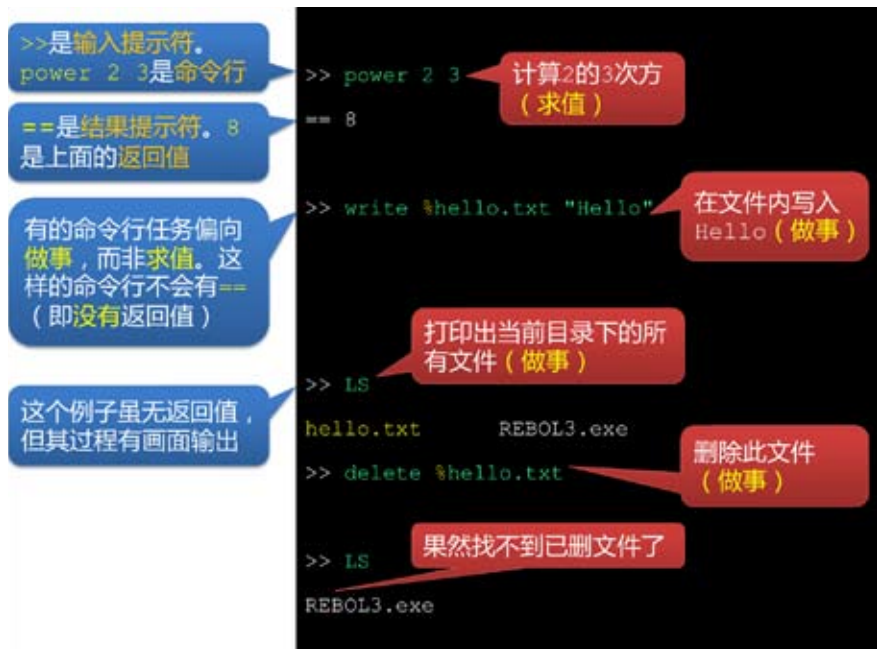 >>是输入提示符。
power 2 3是命令行
>> power 2 3
计算2的3次方
（求值）
==是结果提示符。8
是上面的返回值
== 8
有的命令行任务偏向
做事，而非求值。这
样的命令行不会有==
（即没有返回值）
>> write %hello.txt "Hello"
在文件内写入
Hello（做事）
打印出当前目录下的所
有文件（做事）
>> LS
这个例子虽无返回值，
但其过程有画面输出
hello.txt REBOL3.exe
>> delete %hello.txt
删除此文件
（做事）
果然找不到已删文件了
>> LS
REBOL3.exe